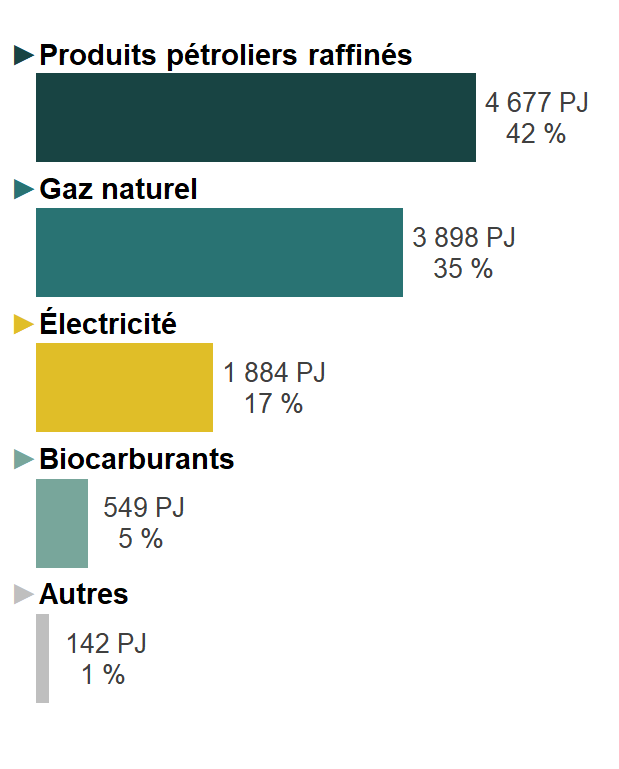 Produits pétroliers raffinés
4 677 PJ
42 %
Gaz naturel
3 898 PJ
35 %
Électricité
1 884 PJ
17 %
Biocarburants
549 PJ
5 %
Autres
142 PJ
1 %